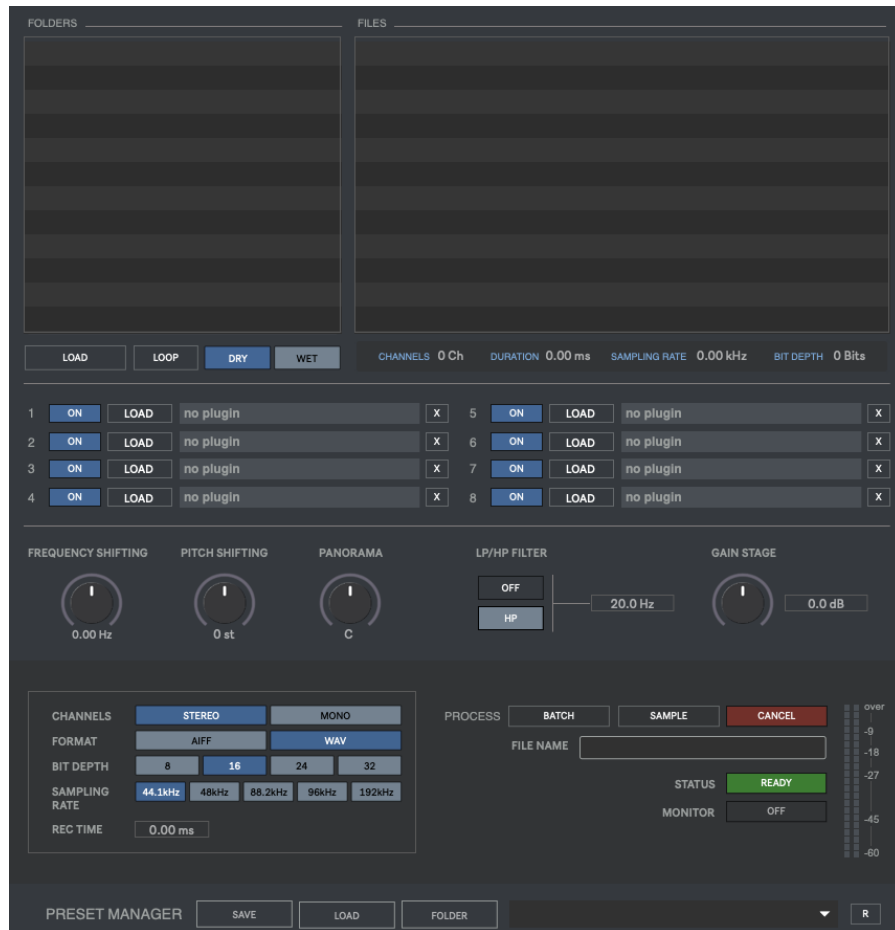 FOLDERS FILES
LOAD LOOP DRY WET CHANNELS 0 Ch DURATION 0.00 ms SAMPLING RATE 0.00 kHz BIT DEPTH 0 Bits
1 ON LOAD no plugin X 5 ON LOAD no plugin X
2 ON LOAD no plugin X 6 ON LOAD no plugin X
3 ON LOAD no plugin X 7 ON LOAD no plugin X
4 ON LOAD no plugin X 8 ON LOAD no plugin X
FREQUENCY SHIFTING PITCH SHIFTING PANORAMA LP/HP FILTER GAIN STAGE
OFF
20.0 Hz 0.0 dB
HP
0.00 Hz 0 st C
over
CHANNELS STEREO MONO PROCESS BATCH SAMPLE CANCEL
-9
FORMAT AIFF WAV FILE NAME
-18
BIT DEPTH 8 16 24 32
-27
STATUS READY
SAMPLING RATE 44.1kHz 48kHz 88.2kHz 96kHz 192kHz
MONITOR OFF
-45
REC TIME 0.00 ms
-60
PRESET MANAGER SAVE LOAD FOLDER R